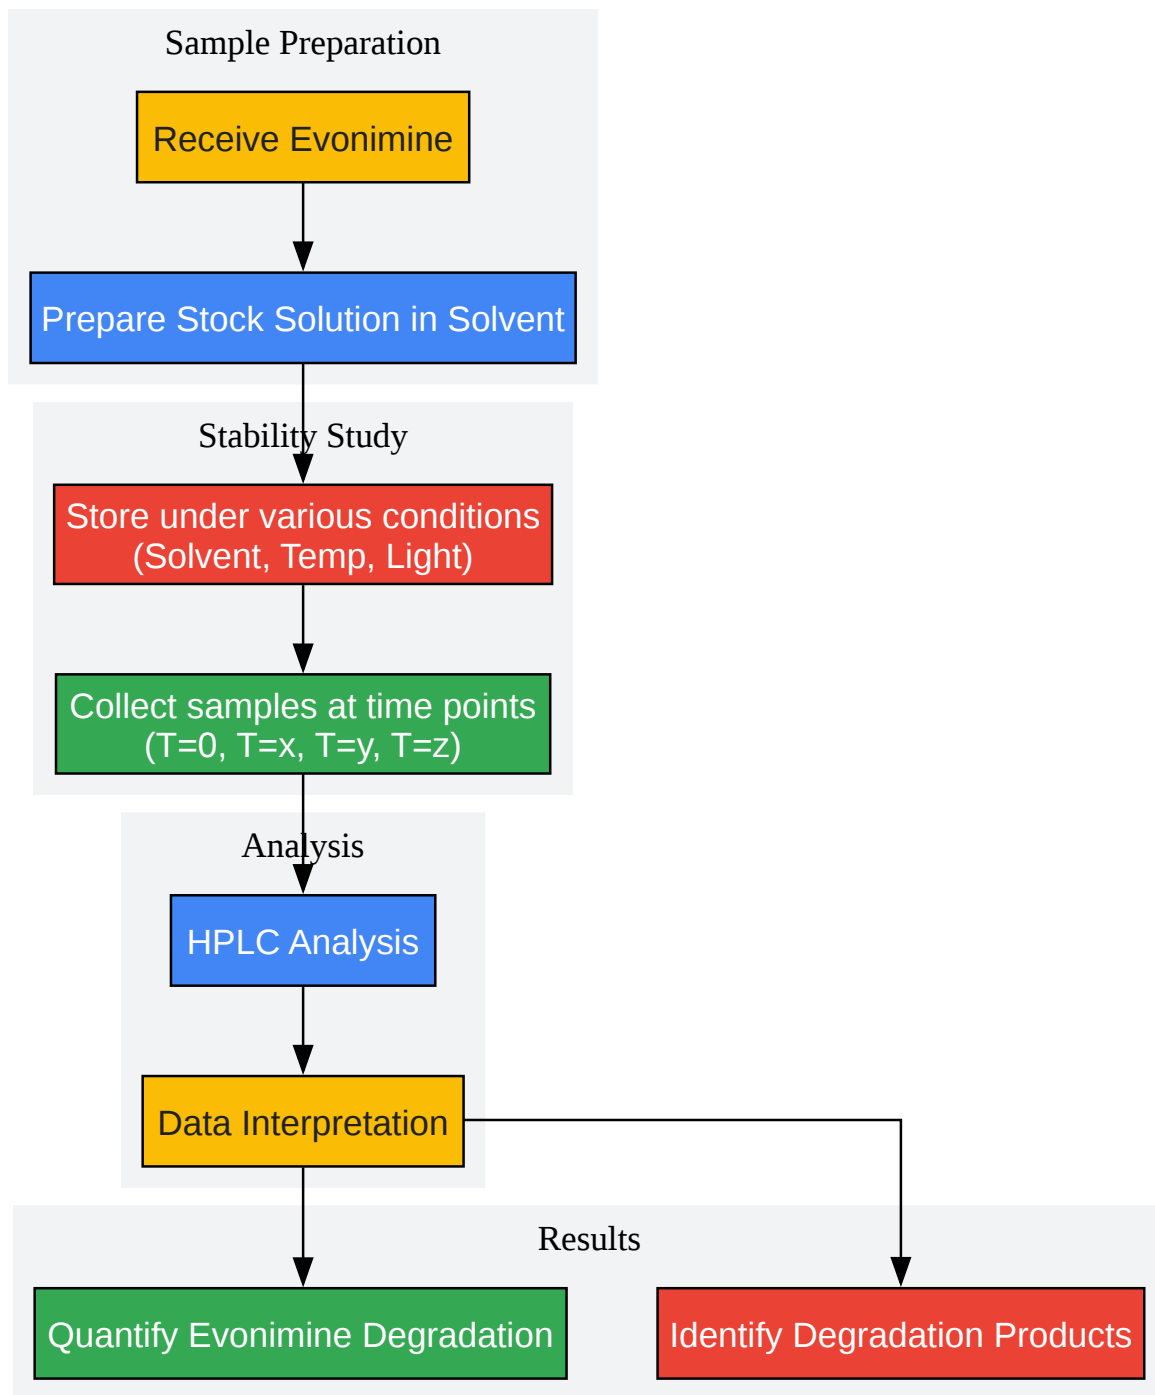 Sample Preparation
Receive Evonimine
Prepare Stock Solution in Solvent
Stability Study
Store under various conditions
(Solvent, Temp, Light)
Collect samples at time points
(T=0, T=x, T=y, T=z)
Analysis
HPLC Analysis
Data Interpretation
Results
Quantify Evonimine Degradation
Identify Degradation Products